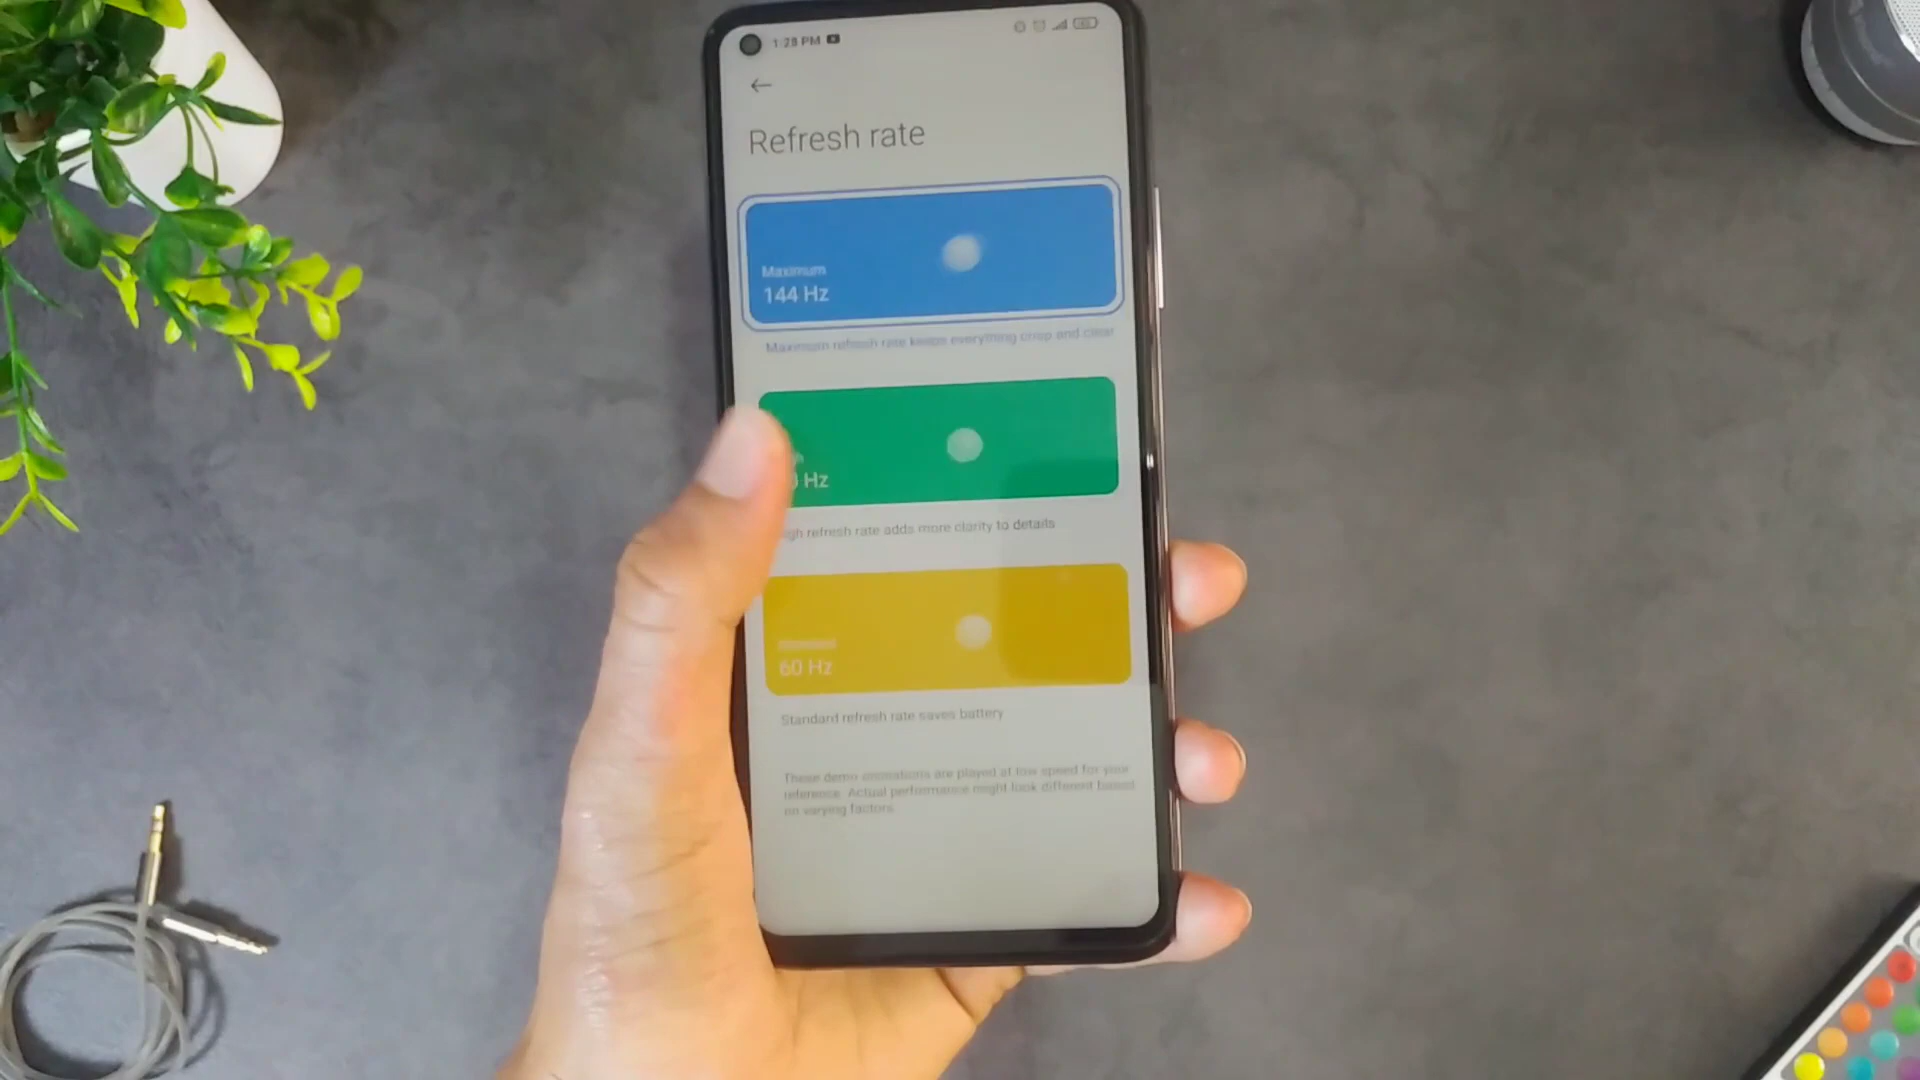 1:28 PM
Refresh rate
Maximum
144 Hz
Maximum refresh rate keeps everything crisp and clear
Hz
refresh rate adds more clarity to details
60 Hz
Standard refresh rate saves battery
These demo animations are played at low speed for your
reference. Actual performance might look different based
on varying factors.